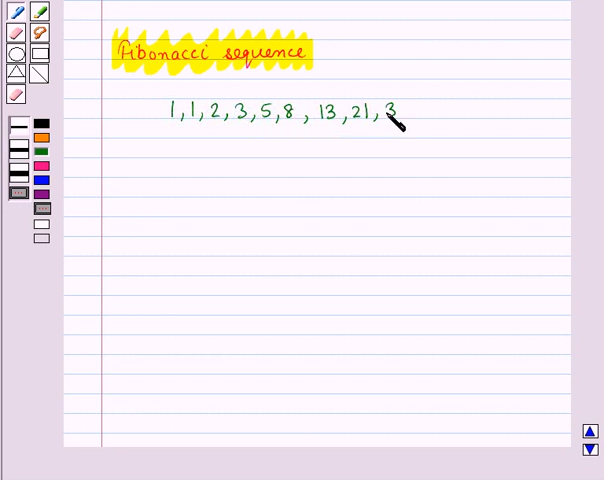 Fibonacci sequence
1, 1, 2, 3, 5, 8, 13, 21, 3